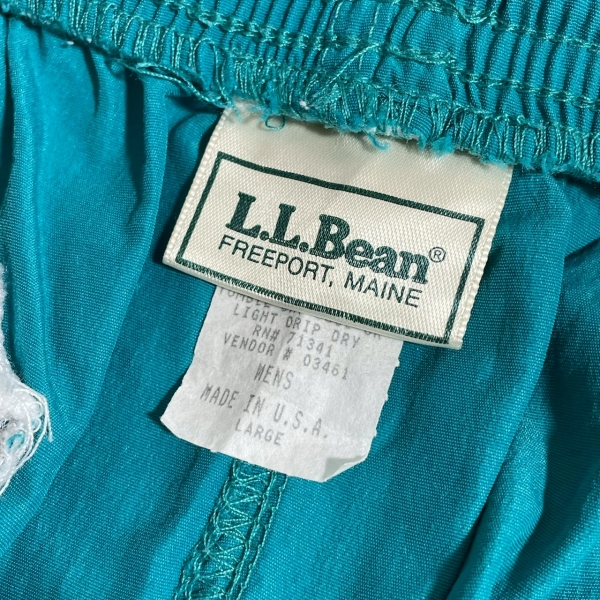 L.L.Bean®
FREEPORT, MAINE
LIGHT DRIP DRY
RN# 71341
VENDOR # 03461
MENS
MADE IN U.S.A.
LARGE